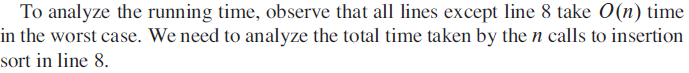 To analyze the running time, observe that all lines except line 8 take O(n) time
in the worst case. We need to analyze the total time taken by the n calls to insertion
sort in line 8.